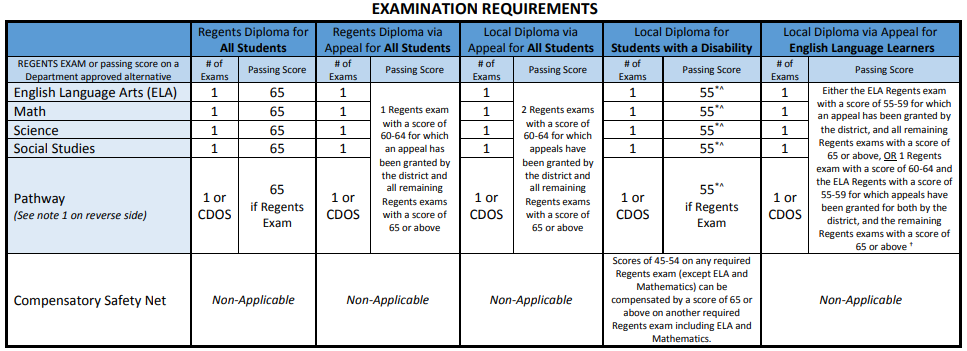 EXAMINATION REQUIREMENTS
Regents Diploma for
All Students
Regents Diploma via
Appeal for All Students
Local Diploma via
Appeal for All Students
Local Diploma for
Students with a Disability
Local Diploma via Appeal for
English Language Learners
REGENTS EXAM or passing score on a
Department approved alternative
# of
Exams
Passing Score
# of
Exams
Passing Score
# of
Exams
Passing Score
# of
Exams
Passing Score
# of
Exams
Passing Score
English Language Arts (ELA)
1
65
1
1
1
55*^
1
Math
1
65
1
1
1
55*^
1
Science
1
65
1
1
1
55*^
1
Social Studies
1
65
1
1
1
55*^
1
Pathway
(See note 1 on reverse side)
1 or
CDOS
65
if Regents
Exam
1 or
CDOS
1 Regents exam
with a score of
60-64 for which
an appeal has
been granted by
the district and
all remaining
Regents exams
with a score of
65 or above
1 or
CDOS
2 Regents exams
with a score of
60-64 for which
appeals have
been granted by
the district and
all remaining
Regents exams
with a score of
65 or above
1 or
CDOS
55*^
if Regents
Exam
1 or
CDOS
Either the ELA Regents exam
with a score of 55-59 for which
an appeal has been granted by
the district, and all remaining
Regents exams with a score of
65 or above, OR 1 Regents
exam with a score of 60-64 and
the ELA Regents with a score of
55-59 for which appeals have
been granted for both by the
district, and the remaining
Regents exams with a score of
65 or above †
Compensatory Safety Net
Non-Applicable
Non-Applicable
Non-Applicable
Scores of 45-54 on any required
Regents exam (except ELA and
Mathematics) can be
compensated by a score of 65 or
above on another required
Regents exam including ELA and
Mathematics.
Non-Applicable